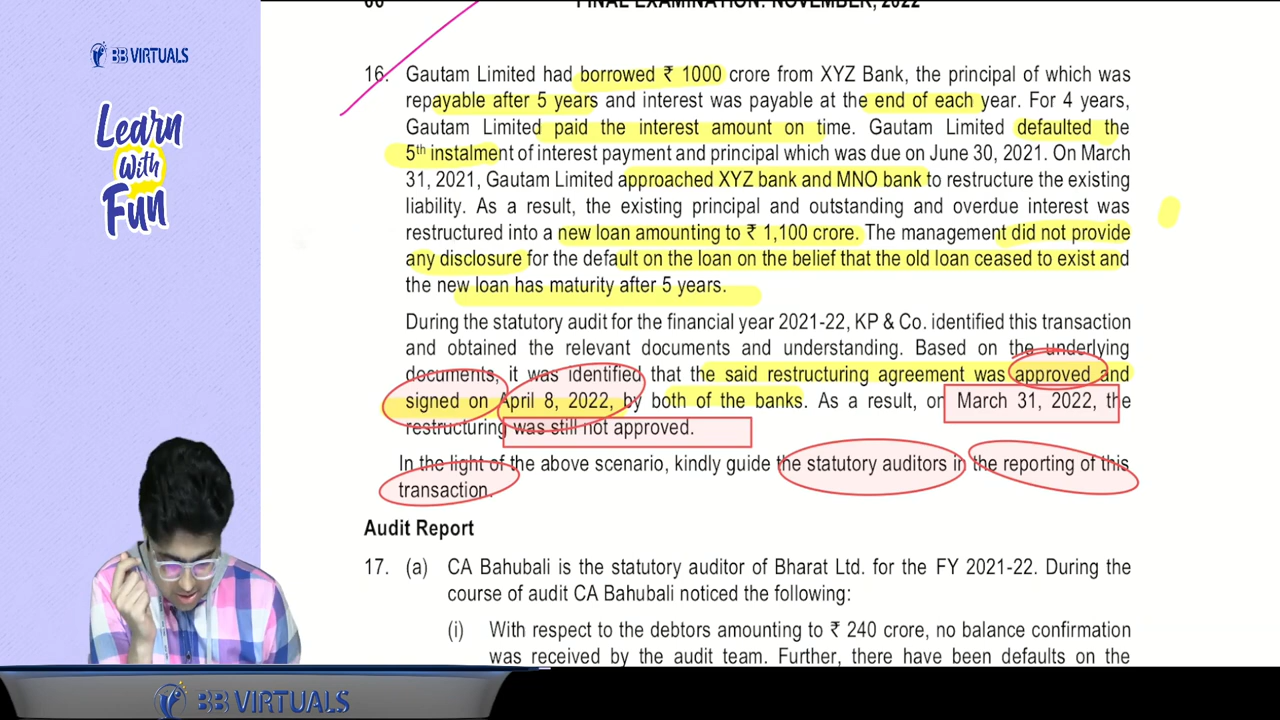 66 FINAL EXAMINATION: NOVEMBER, 2022
BB VIRTUALS
Learn
With
Fun
16. Gautam Limited had borrowed ₹ 1000 crore from XYZ Bank, the principal of which was
repayable after 5 years and interest was payable at the end of each year. For 4 years,
Gautam Limited paid the interest amount on time. Gautam Limited defaulted the
5th instalment of interest payment and principal which was due on June 30, 2021. On March
31, 2021, Gautam Limited approached XYZ bank and MNO bank to restructure the existing
liability. As a result, the existing principal and outstanding and overdue interest was
restructured into a new loan amounting to ₹ 1,100 crore. The management did not provide
any disclosure for the default on the loan on the belief that the old loan ceased to exist and
the new loan has maturity after 5 years.
During the statutory audit for the financial year 2021-22, KP & Co. identified this transaction
and obtained the relevant documents and understanding. Based on the underlying
documents, it was identified that the said restructuring agreement was approved and
signed on April 8, 2022, by both of the banks. As a result, on March 31, 2022, the
restructuring was still not approved.
In the light of the above scenario, kindly guide the statutory auditors in the reporting of this
transaction.
Audit Report
17. (a) CA Bahubali is the statutory auditor of Bharat Ltd. for the FY 2021-22. During the
course of audit CA Bahubali noticed the following:
(i) With respect to the debtors amounting to ₹ 240 crore, no balance confirmation
was received by the audit team. Further, there have been defaults on the
BB VIRTUALS